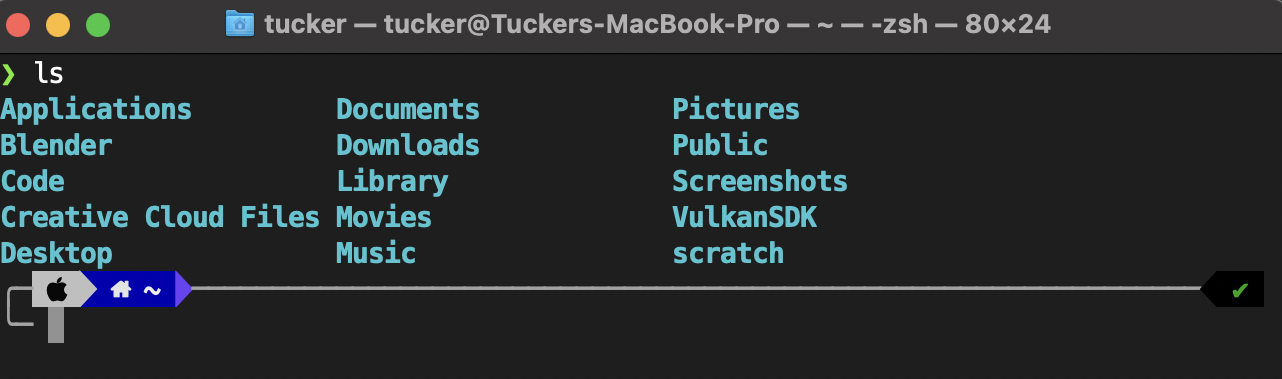 tucker — tucker@Tuckers-MacBook-Pro — ~ — -zsh — 80×24
❯ ls
Applications Documents Pictures
Blender Downloads Public
Code Library Screenshots
Creative Cloud Files Movies VulkanSDK
Desktop Music scratch
~ ✔